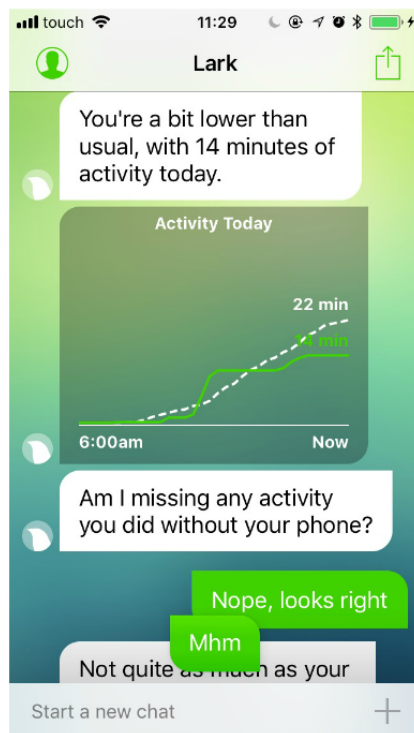 touch 11:29
Lark
You're a bit lower than
usual, with 14 minutes of
activity today.
Activity Today
22 min
14 min
6:00am Now
Am I missing any activity
you did without your phone?
Nope, looks right
Mhm
Not quite as much as your
Start a new chat